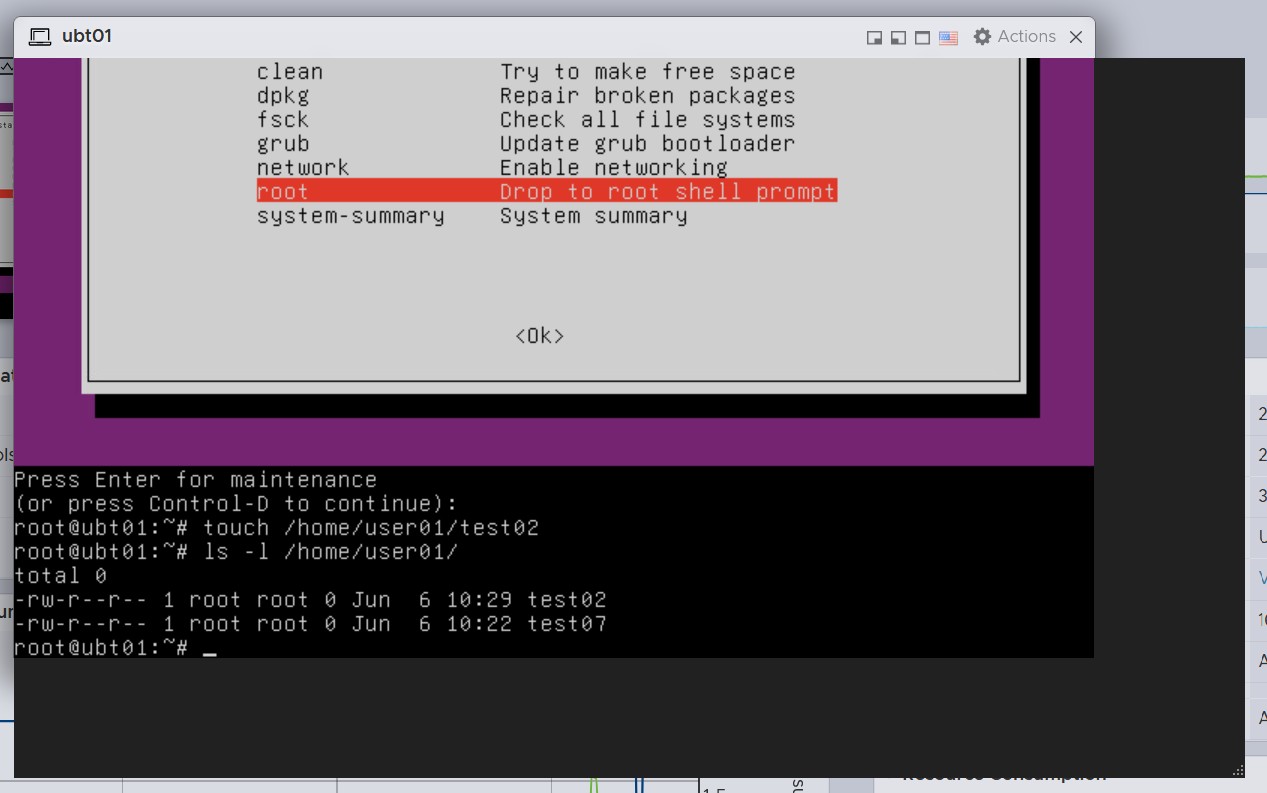 ubt01
Actions
clean Try to make free space
dpkg Repair broken packages
fsck Check all file systems
grub Update grub bootloader
network Enable networking
root Drop to root shell prompt
system-summary System summary
<Ok>
Press Enter for maintenance
(or press Control-D to continue):
root@ubt01:~# touch /home/user01/test02
root@ubt01:~# ls -l /home/user01/
total 0
-rw-r--r-- 1 root root 0 Jun  6 10:29 test02
-rw-r--r-- 1 root root 0 Jun  6 10:22 test07
root@ubt01:~# _
Resource Consumption